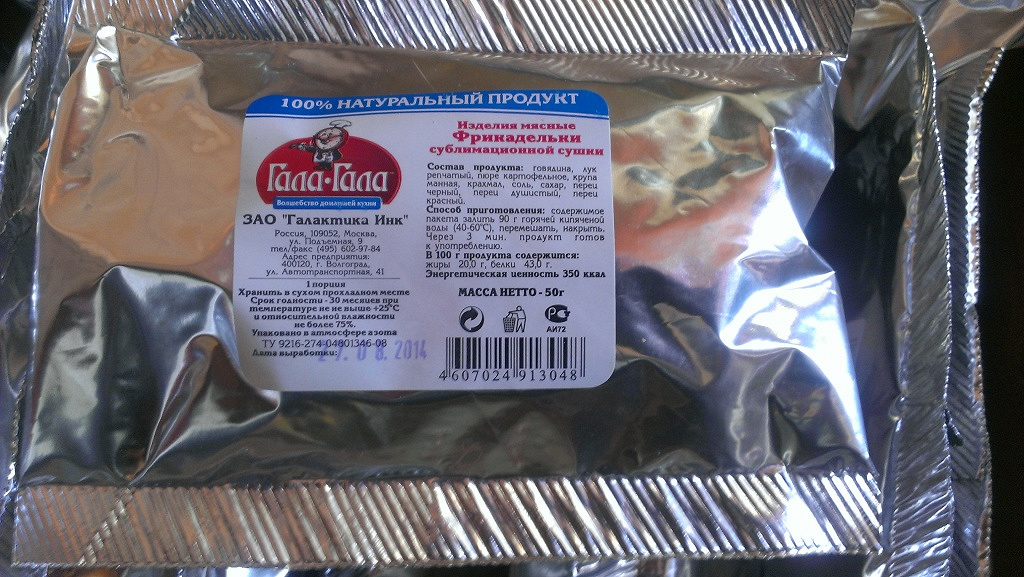 100% НАТУРАЛЬНЫЙ ПРОДУКТ
Гала·Гала
Волшебство домашней кухни
ЗАО "Галактика Инк"
Россия, 109052, Москва,
ул. Подъемная, 9
тел/факс (495) 602-97-84
Адрес предприятия:
400120, г. Волгоград,
ул. Автотранспортная, 41
1 порция
Хранить в сухом прохладном месте
Срок годности - 30 месяцев при
температуре не не выше +25°С
и относительной влажности
не более 75%.
Упаковано в атмосфере азота
ТУ 9216-274-04801346-08
Дата выработки: 27.08.2014
Изделия мясные
Фрикадельки
сублимационной сушки
Состав продукта: говядина, лук
репчатый, пюре картофельное, крупа
манная, крахмал, соль, сахар, перец
черный, перец душистый, перец
красный.
Способ приготовления: содержимое
пакета залить 90 г горячей кипяченой
воды (40-60°С), перемешать, накрыть.
Через 3 мин. продукт готов
к употреблению.
В 100 г продукта содержится:
жиры 20,0 г, белки 43,0 г.
Энергетическая ценность 350 ккал
МАССА НЕТТО - 50г
АИ72
4 607024 913048